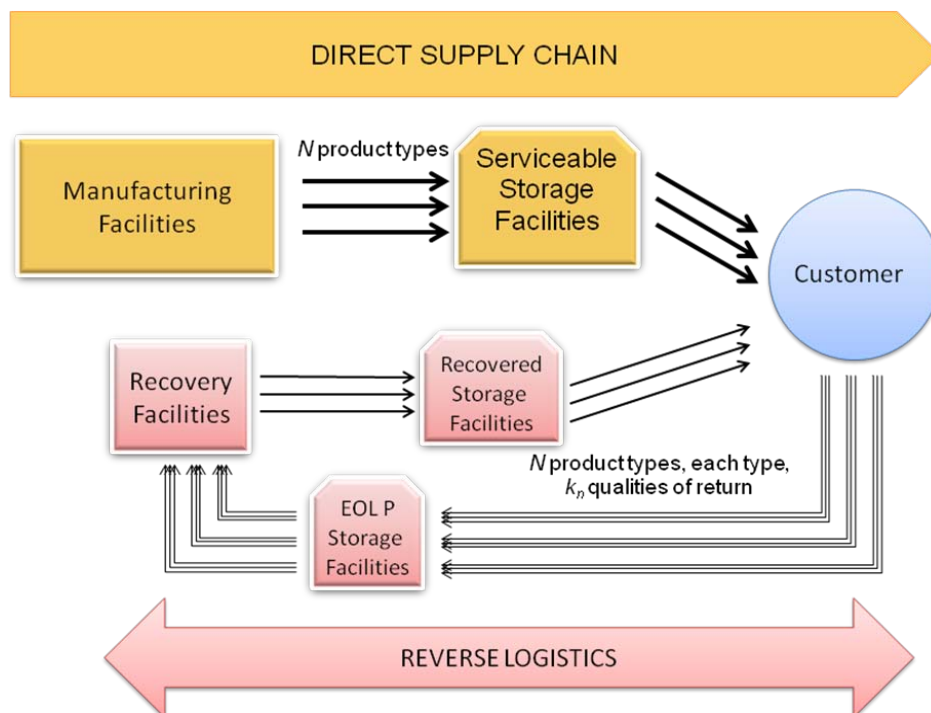 DIRECT SUPPLY CHAIN
N product types
Manufacturing
Facilities
Serviceable
Storage
Facilities
Customer
Recovery
Facilities
Recovered
Storage
Facilities
N product types, each type,
kn qualities of return
EOL P
Storage
Facilities
REVERSE LOGISTICS